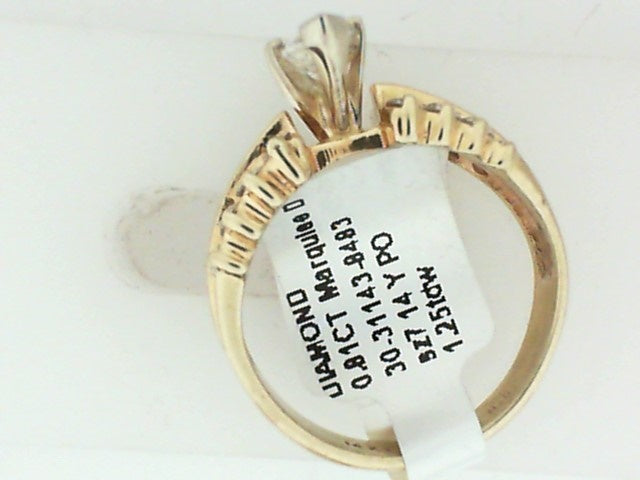 DIAMOND
0.81CT Marquise D
30-31143-8483
SZ7 14 Y PO
1.25tdw